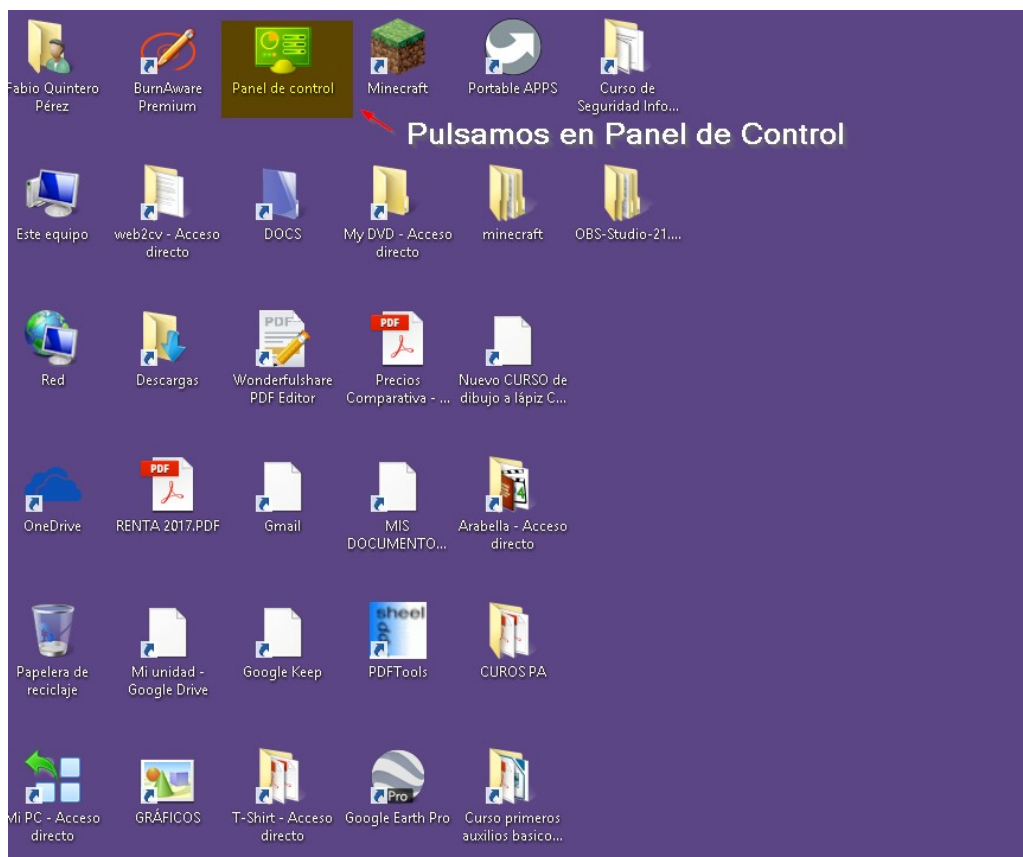 Fabio Quintero
Pérez
BurnAware
Premium
Panel de control
Minecraft
Portable APPS
Curso de
Seguridad Info...
Pulsamos en Panel de Control
Este equipo
web2cv - Acceso
directo
DOCS
My DVD - Acceso
directo
minecraft
OBS-Studio-21....
Red
Descargas
PDF
Wonderfulshare
PDF Editor
PDF
Precios
Comparativa - ...
Nuevo CURSO de
dibujo a lápiz C...
OneDrive
PDF
RENTA 2017.PDF
Gmail
MIS
DOCUMENTO...
4
Arabella - Acceso
directo
Papelera de
reciclaje
Mi unidad -
Google Drive
Google Keep
sheel
PDFTools
CUROS PA
Mi PC - Acceso
directo
GRÁFICOS
T-Shirt - Acceso
directo
Pro
Google Earth Pro
Curso primeros
auxilios basico...